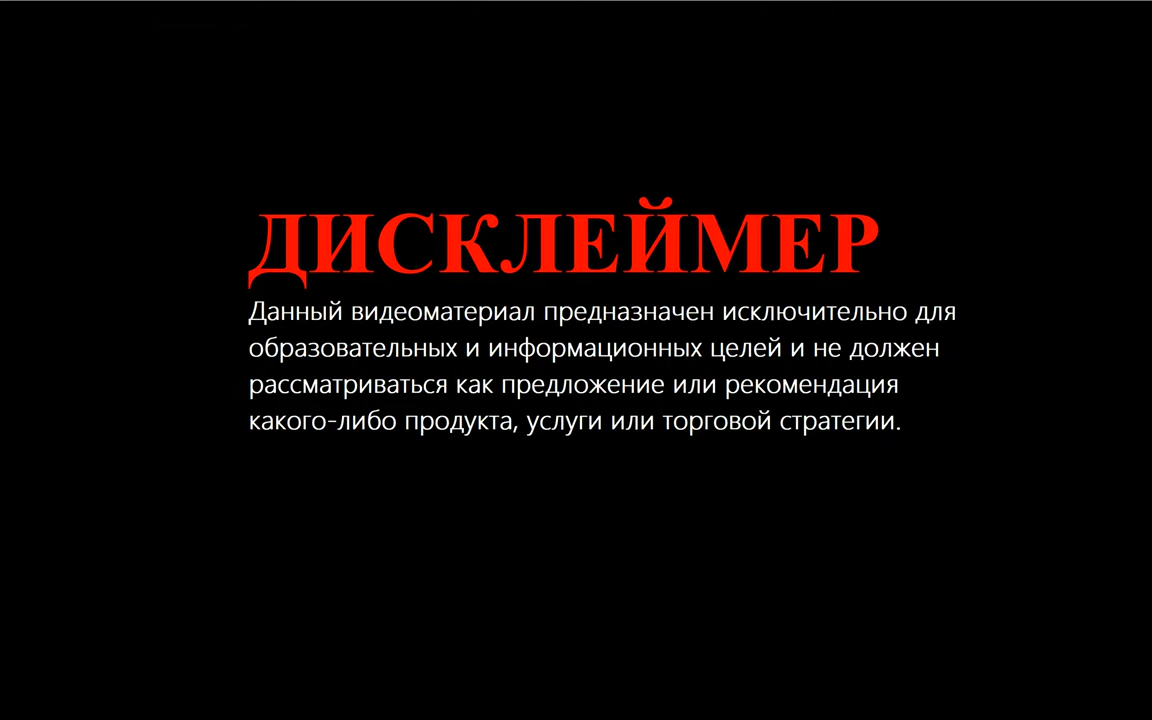 ДИСКЛЕЙМЕР
Данный видеоматериал предназначен исключительно для
образовательных и информационных целей и не должен
рассматриваться как предложение или рекомендация
какого-либо продукта, услуги или торговой стратегии.